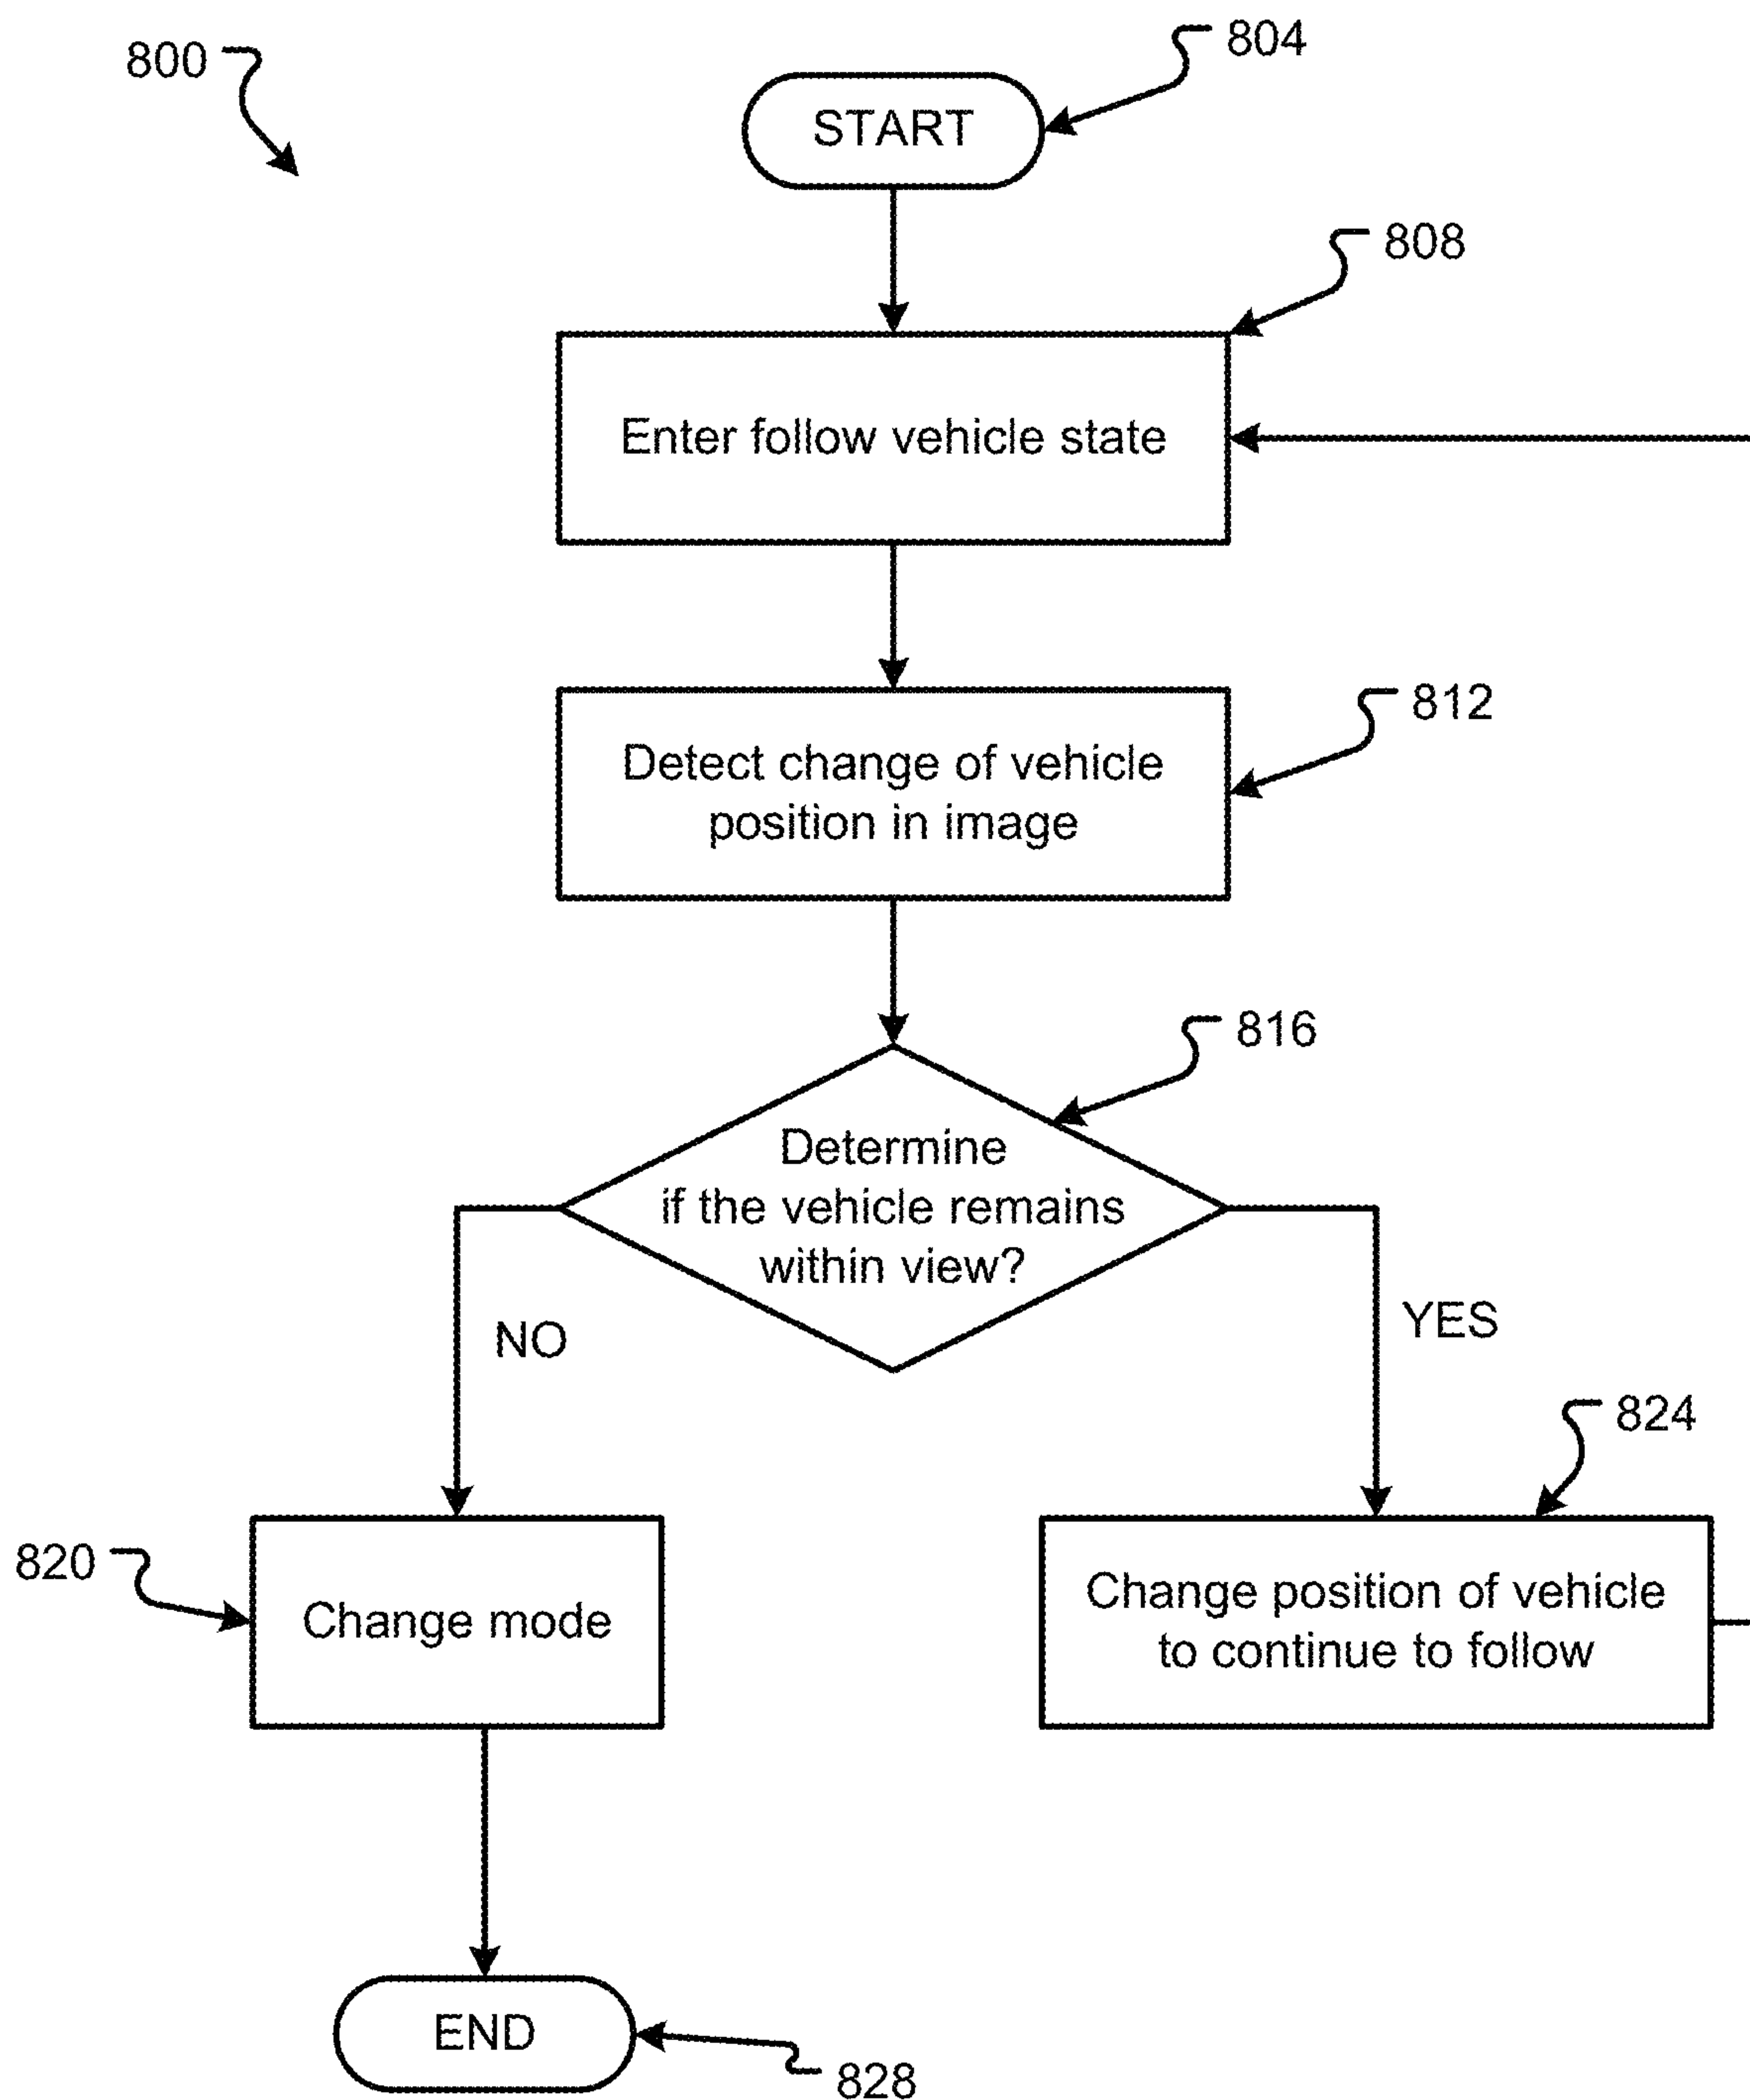 800
804
START
808
Enter follow vehicle state
812
Detect change of vehicle
position in image
816
Determine
if the vehicle remains
within view?
NO
YES
824
820
Change mode
Change position of vehicle
to continue to follow
END
828